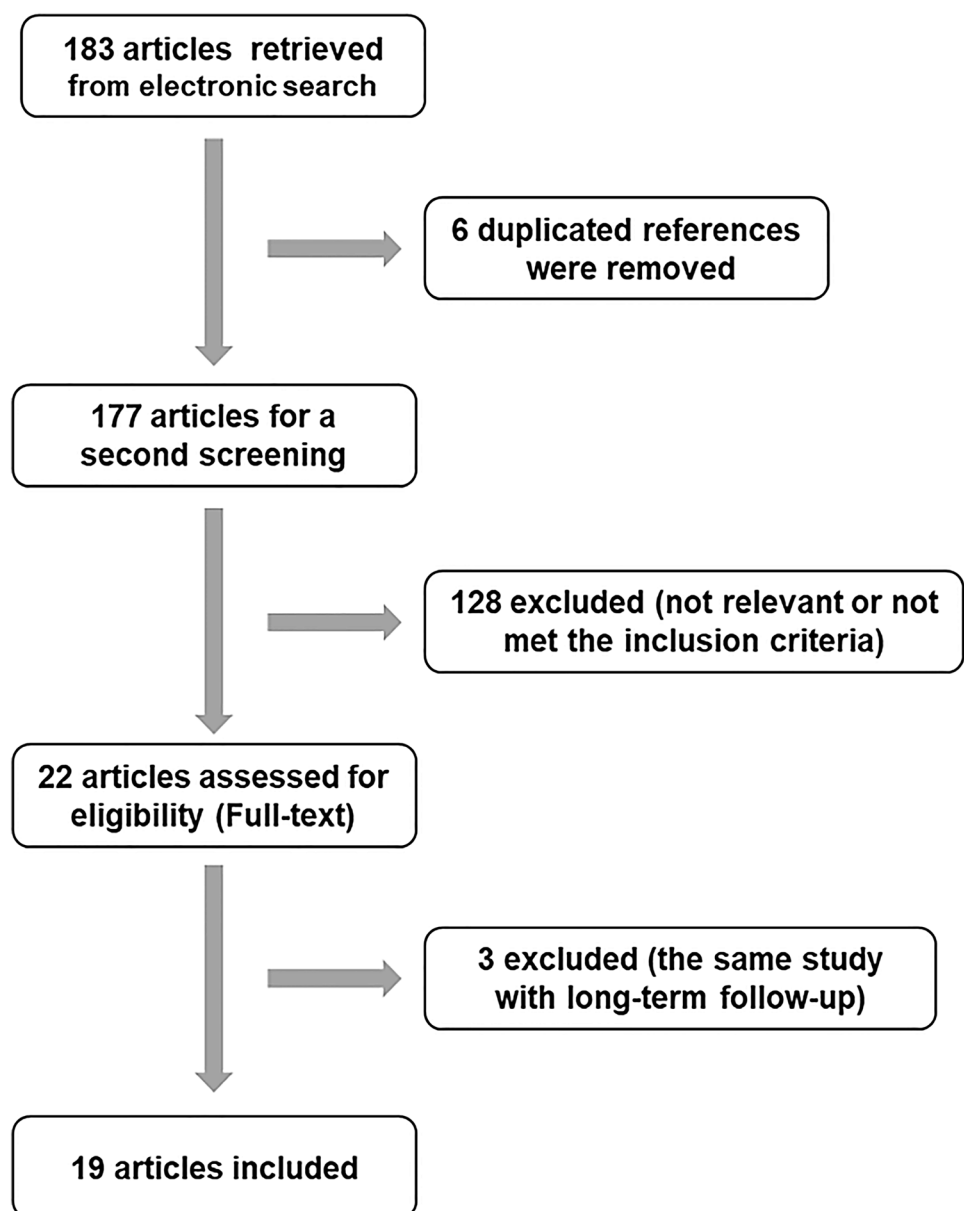 183 articles retrieved
from electronic search
6 duplicated references
were removed
177 articles for a
second screening
128 excluded (not relevant or not
met the inclusion criteria)
22 articles assessed for
eligibility (Full-text)
3 excluded (the same study
with long-term follow-up)
19 articles included